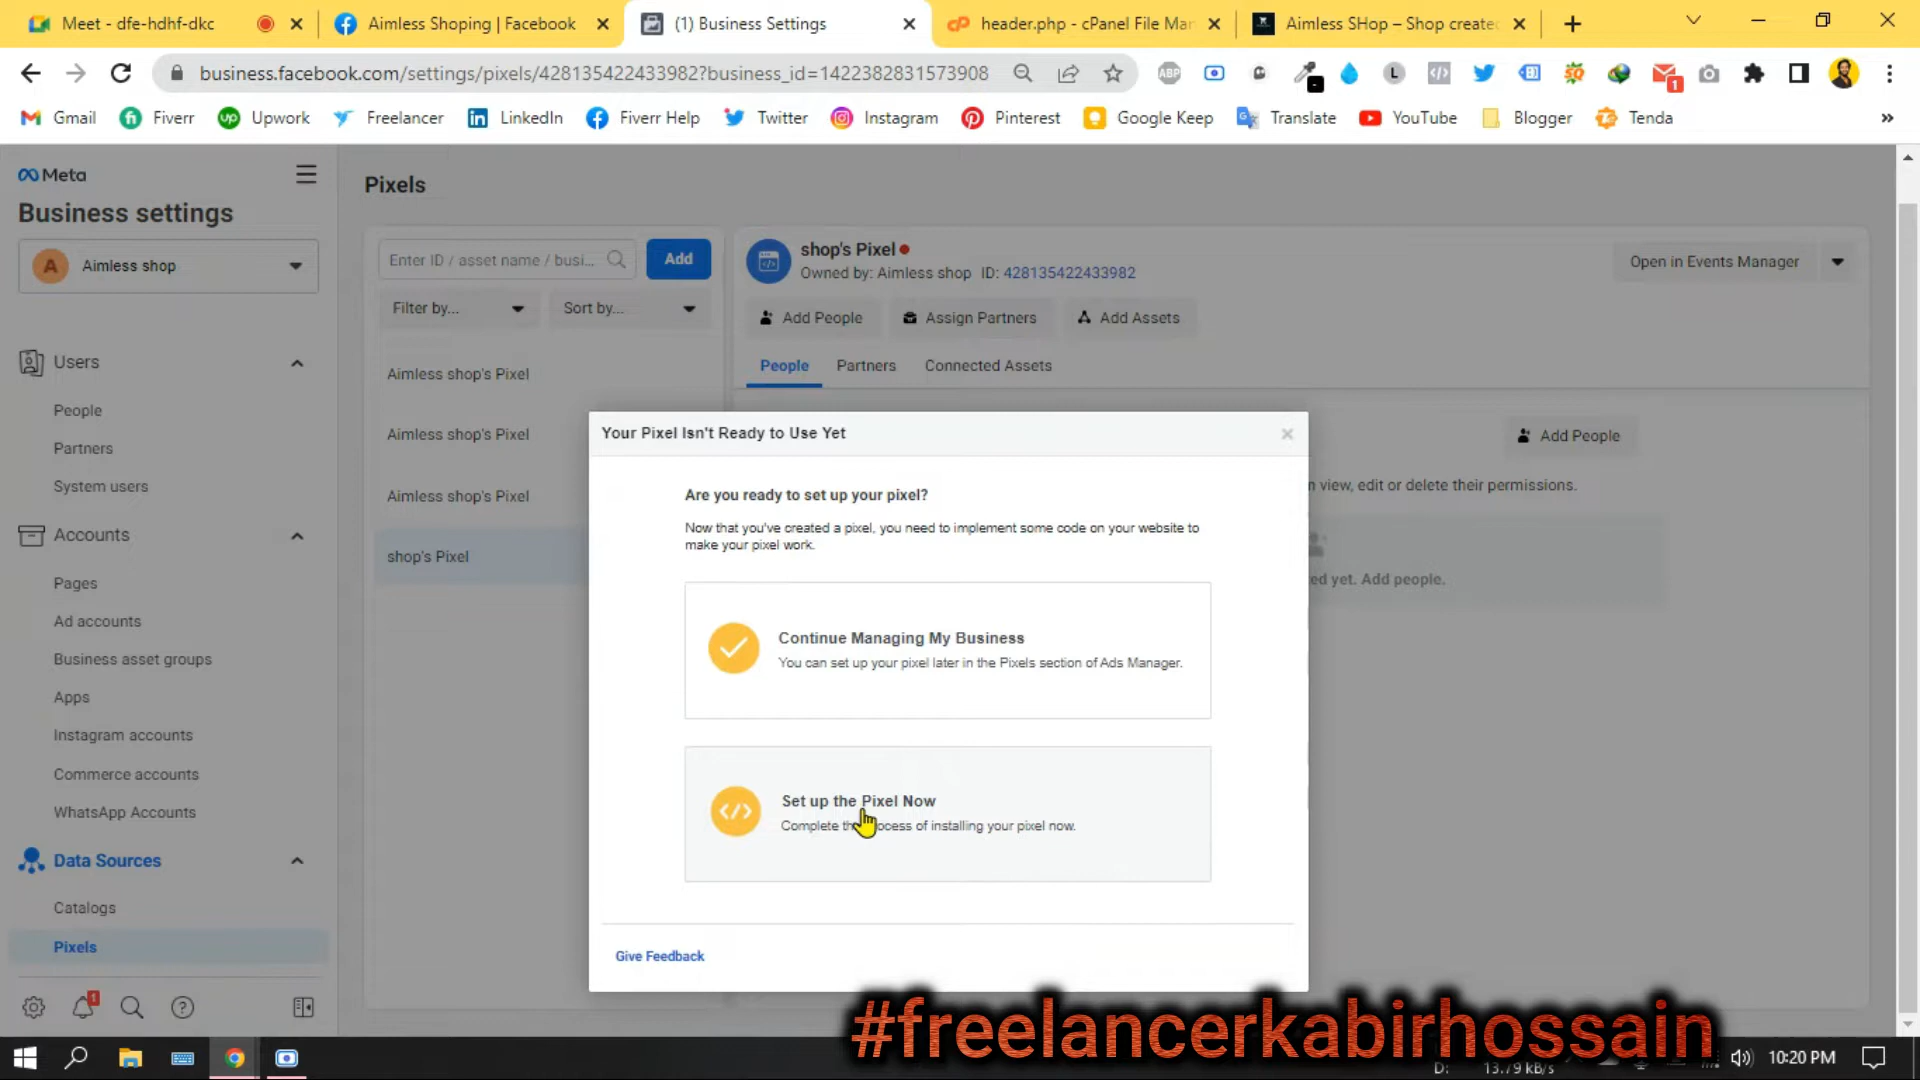 Meet - dfe-hdhf-dkc
Aimless Shoping | Facebook
(1) Business Settings
header.php - cPanel File Man
Aimless SHop – Shop created
business.facebook.com/settings/pixels/428135422433982?business_id=1422382831573908
ABP
L
1
Gmail
Fiverr
Upwork
Freelancer
LinkedIn
Fiverr Help
Twitter
Instagram
Pinterest
Google Keep
Translate
YouTube
Blogger
Tenda
Meta
Business settings
A
Aimless shop
Users
People
Partners
System users
Accounts
Pages
Ad accounts
Business asset groups
Apps
Instagram accounts
Commerce accounts
WhatsApp Accounts
Data Sources
Catalogs
Pixels
1
Pixels
Enter ID / asset name / busi...
Add
Filter by...
Sort by...
Aimless shop's Pixel
Aimless shop's Pixel
Aimless shop's Pixel
shop's Pixel
shop's Pixel
Owned by: Aimless shop ID: 428135422433982
Open in Events Manager
Add People
Assign Partners
Add Assets
People
Partners
Connected Assets
Add People
view, edit or delete their permissions.
yet. Add people.
Your Pixel Isn't Ready to Use Yet
Are you ready to set up your pixel?
Now that you've created a pixel, you need to implement some code on your website to
make your pixel work.
Continue Managing My Business
You can set up your pixel later in the Pixels section of Ads Manager.
Set up the Pixel Now
Complete of installing your pixel now.
Give Feedback
#freelancerkabirhossain
D:
13.79 kB/s
10:20 PM